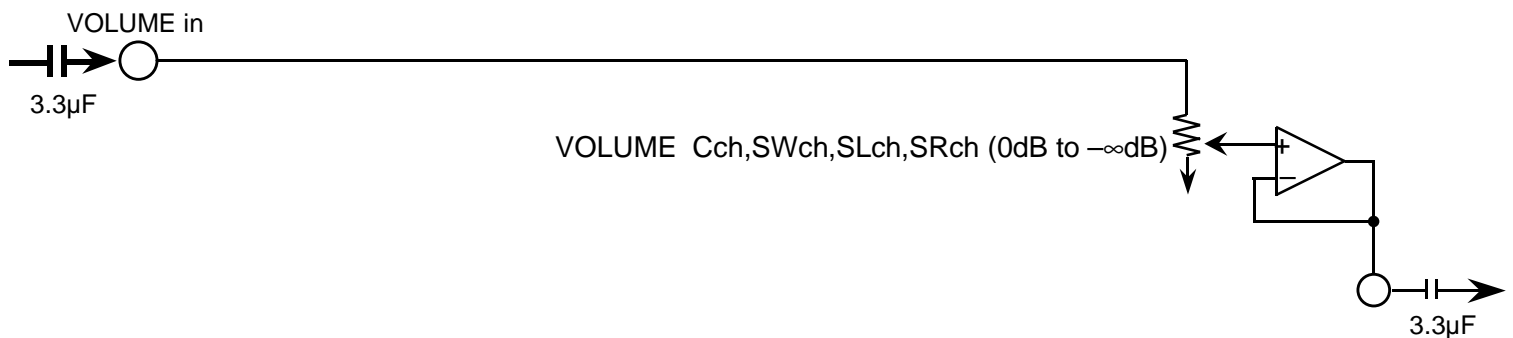 VOLUME in
3.3µF
VOLUME Cch,SWch,SLch,SRch (0dB to –∞dB)
+
–
3.3µF